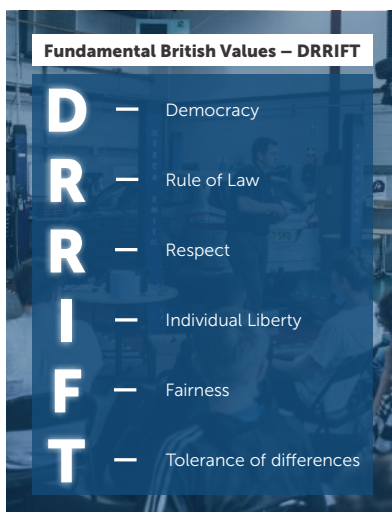 Fundamental British Values – DRRIFT
D – Democracy
R – Rule of Law
R – Respect
I – Individual Liberty
F – Fairness
T – Tolerance of differences